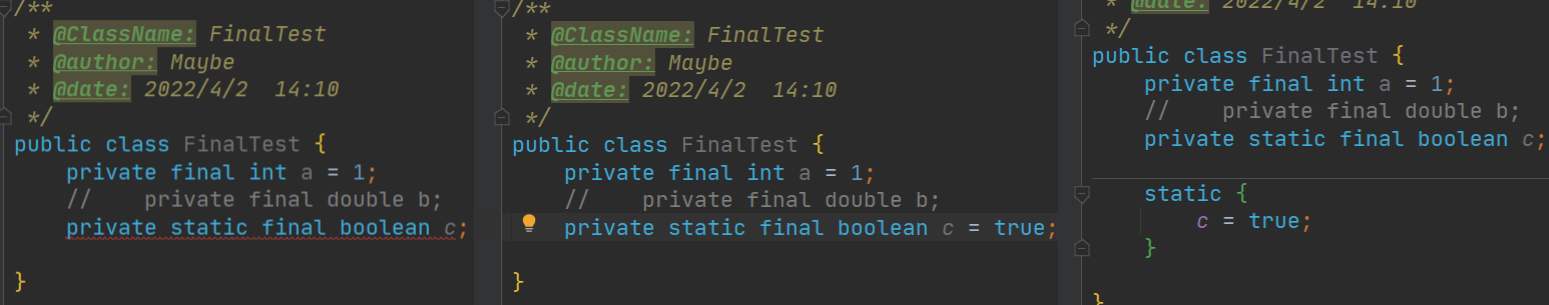 /**
* @ClassName: FinalTest
* @author: Maybe
* @date: 2022/4/2  14:10
*/
public class FinalTest {
    private final int a = 1;
    //    private final double b;
    private static final boolean c;
}
/**
* @ClassName: FinalTest
* @author: Maybe
* @date: 2022/4/2  14:10
*/
public class FinalTest {
    private final int a = 1;
    //    private final double b;
    private static final boolean c = true;
}
* @date: 2022/4/2  14:10
*/
public class FinalTest {
    private final int a = 1;
    //    private final double b;
    private static final boolean c;
    static {
        c = true;
    }
}